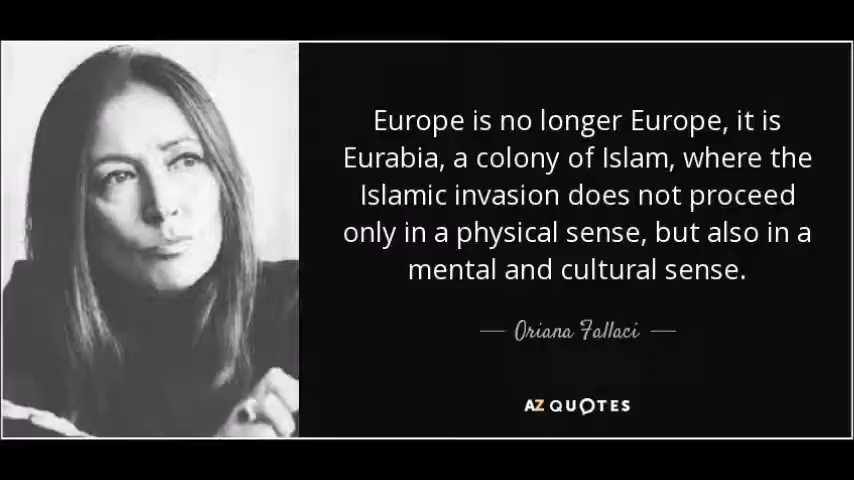 Europe is no longer Europe, it is
Eurabia, a colony of Islam, where the
Islamic invasion does not proceed
only in a physical sense, but also in a
mental and cultural sense.
— Oriana Fallaci —
AZ QUOTES